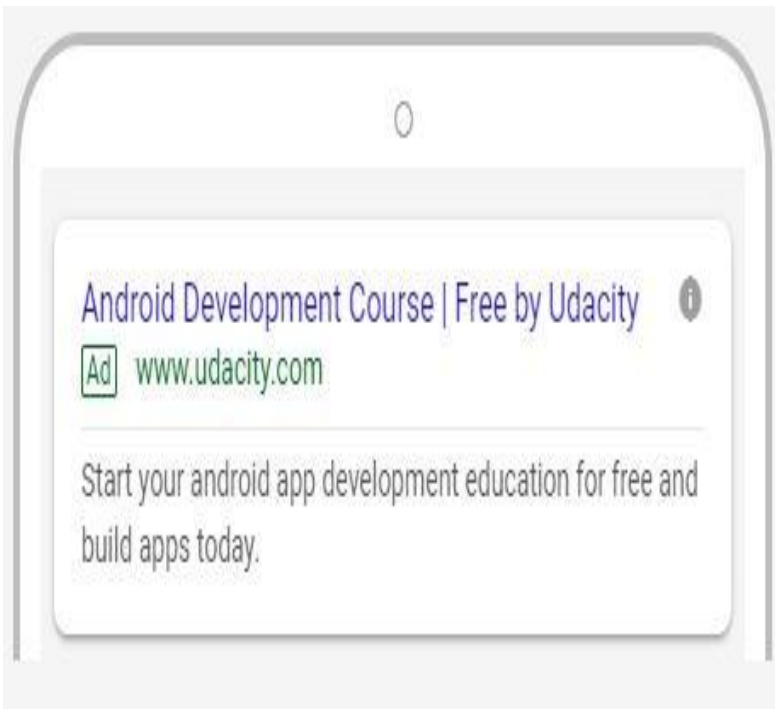 Android Development Course | Free by Udacity
Ad www.udacity.com
Start your android app development education for free and
build apps today.